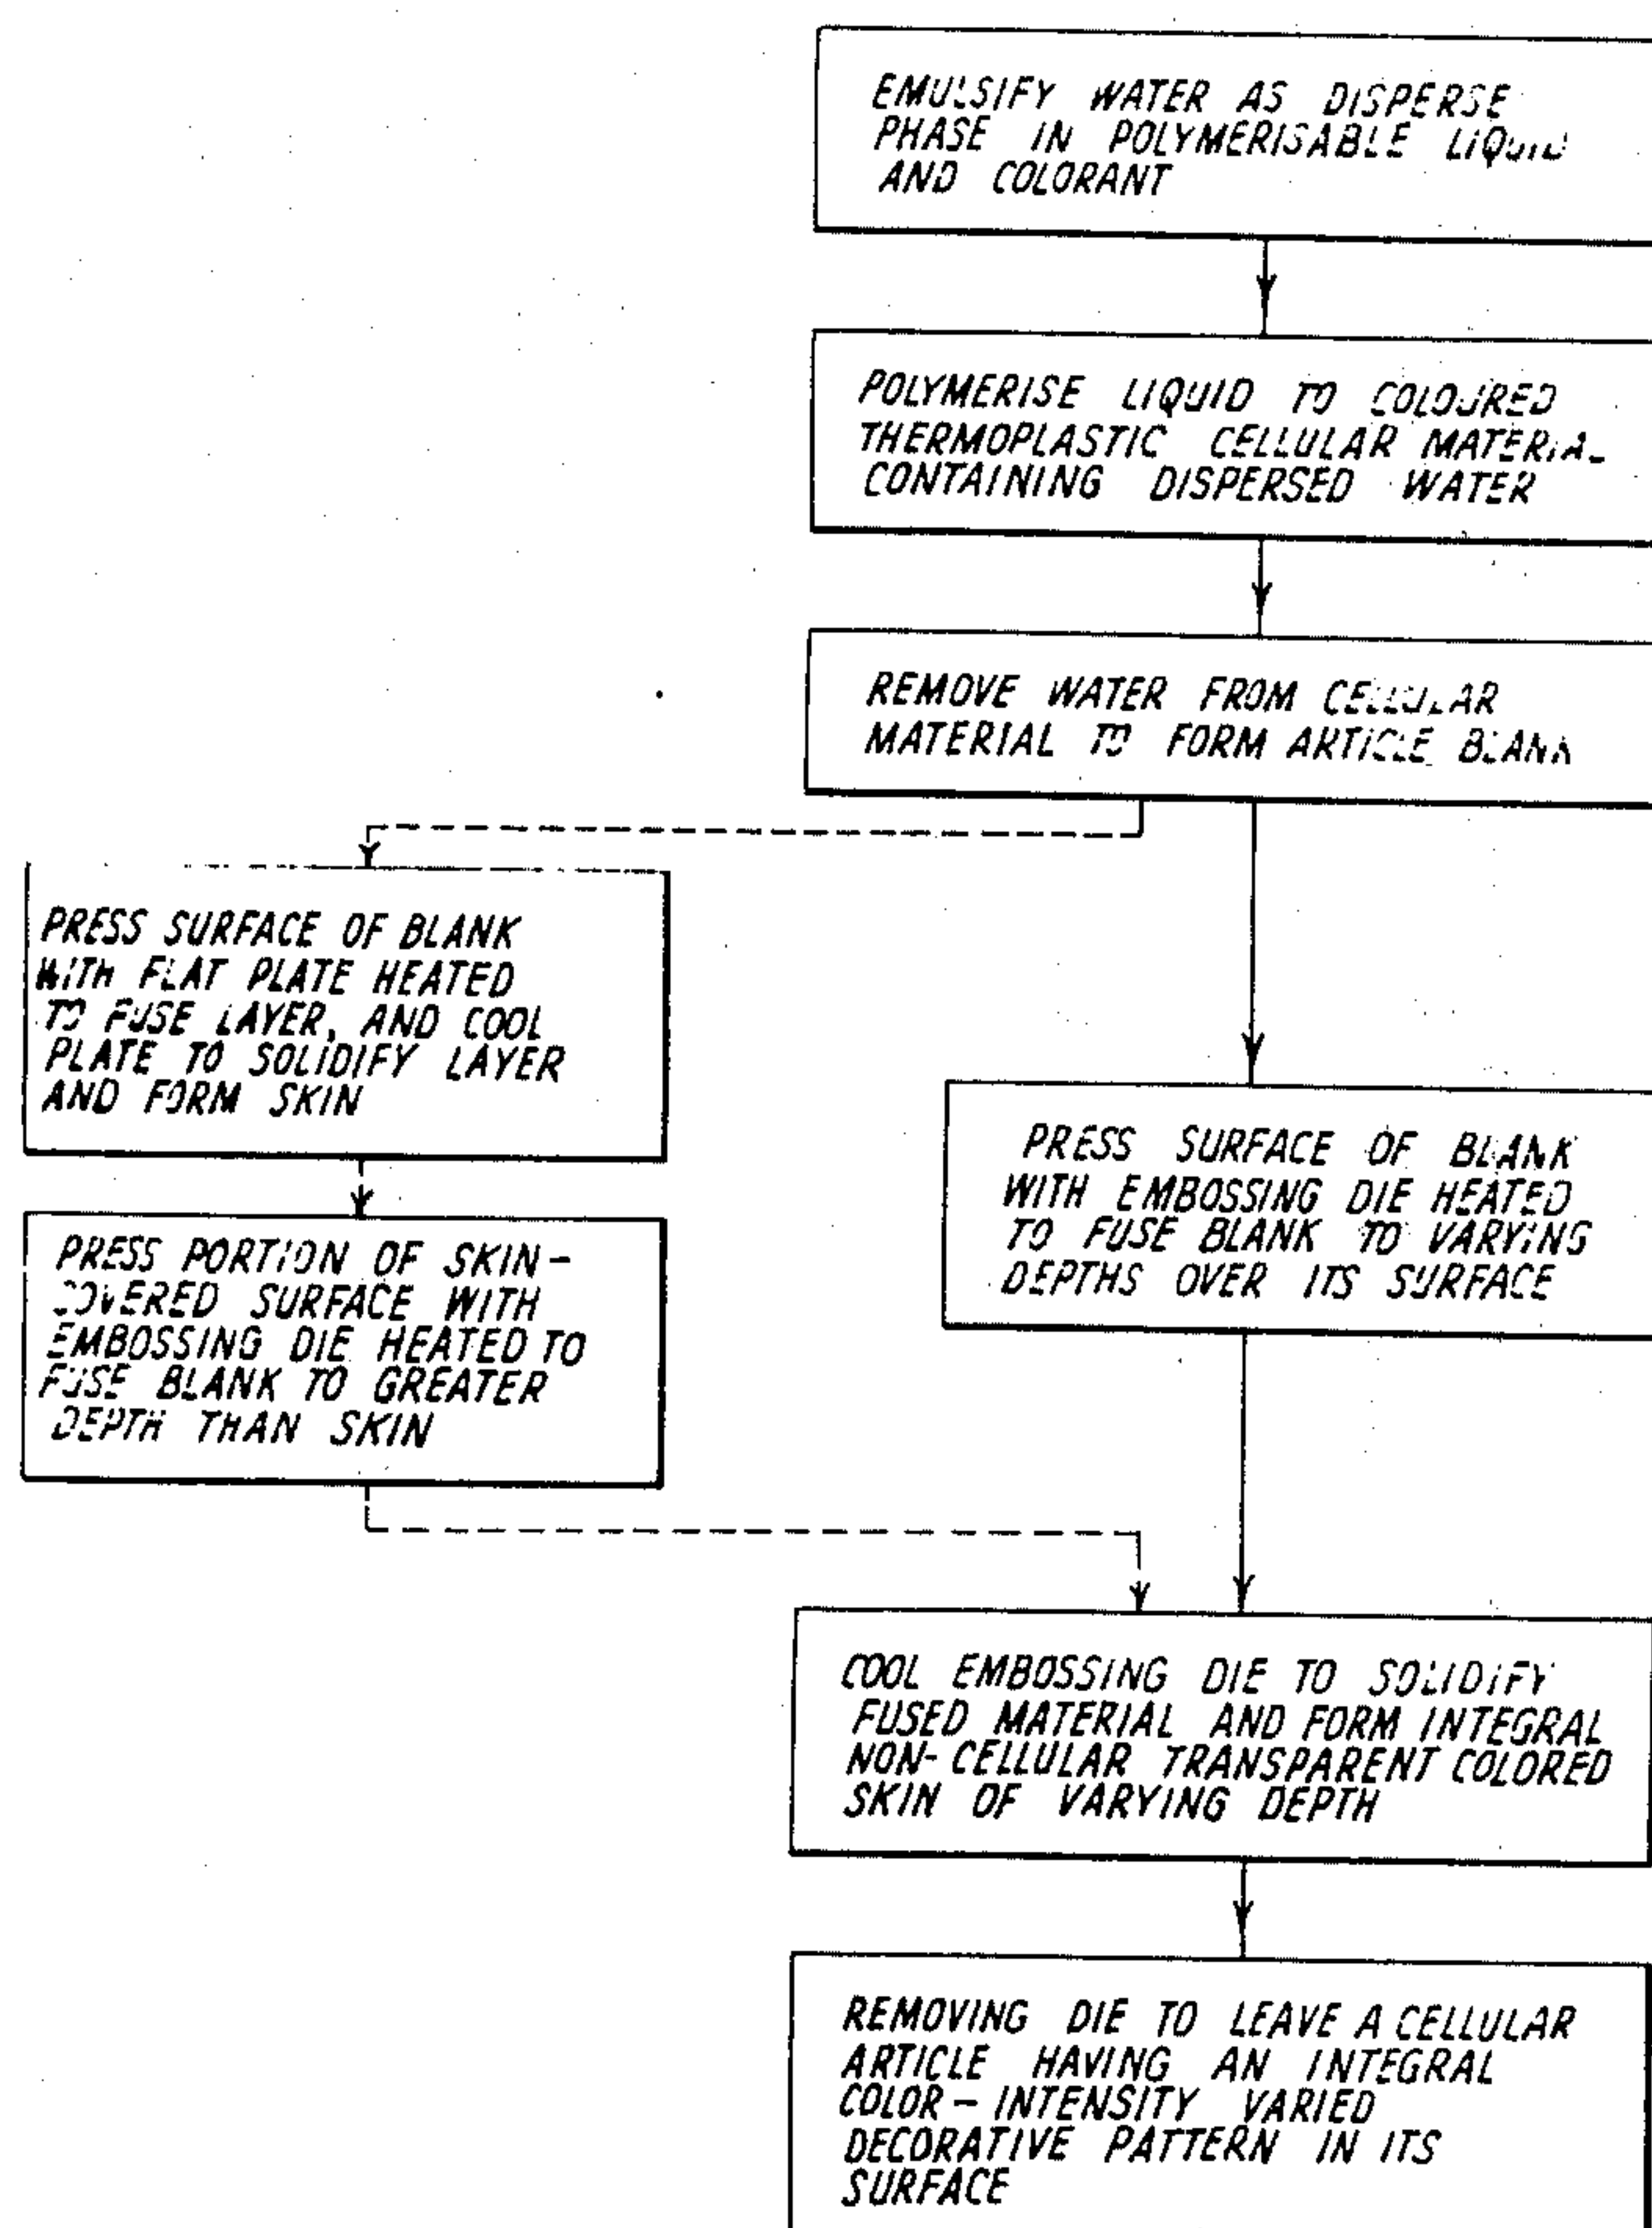 EMULSIFY WATER AS DISPERSE
PHASE IN POLYMERISABLE LIQUID
AND COLORANT
POLYMERISE LIQUID TO COLOURED
THERMOPLASTIC CELLULAR MATERIAL
CONTAINING DISPERSED WATER
REMOVE WATER FROM CELLULAR
MATERIAL TO FORM ARTICLE BLANK
PRESS SURFACE OF BLANK
WITH FLAT PLATE HEATED
TO FUSE LAYER, AND COOL
PLATE TO SOLIDIFY LAYER
AND FORM SKIN
PRESS PORTION OF SKIN-
COVERED SURFACE WITH
EMBOSSING DIE HEATED TO
FUSE BLANK TO GREATER
DEPTH THAN SKIN
PRESS SURFACE OF BLANK
WITH EMBOSSING DIE HEATED
TO FUSE BLANK TO VARYING
DEPTHS OVER ITS SURFACE
COOL EMBOSSING DIE TO SOLIDIFY
FUSED MATERIAL AND FORM INTEGRAL
NON-CELLULAR TRANSPARENT COLORED
SKIN OF VARYING DEPTH
REMOVING DIE TO LEAVE A CELLULAR
ARTICLE HAVING AN INTEGRAL
COLOR-INTENSITY VARIED
DECORATIVE PATTERN IN ITS
SURFACE